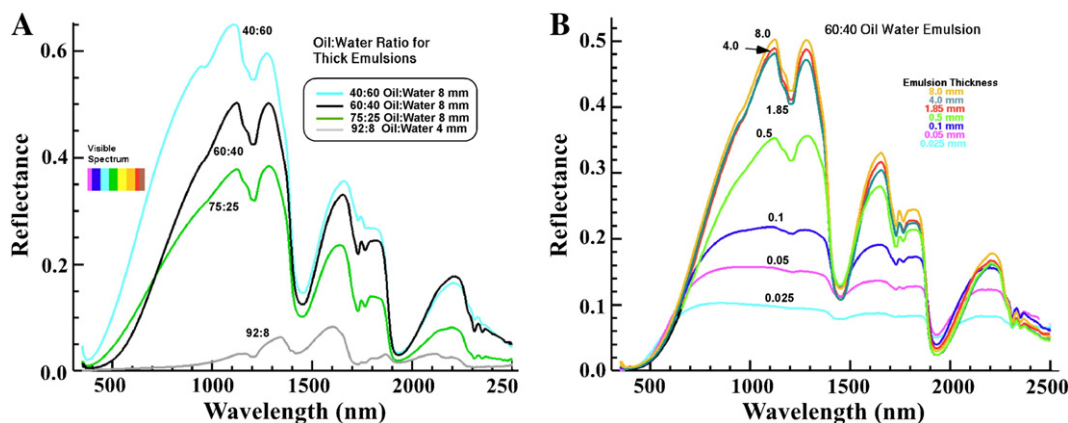 A
40:60
Oil:Water Ratio for
Thick Emulsions
40:60 Oil:Water 8 mm
60:40 Oil:Water 8 mm
75:25 Oil:Water 8 mm
92:8 Oil:Water 4 mm
Visible
Spectrum
60:40
75:25
92:8
Reflectance
0.6
0.4
0.2
0.0
500
1000
1500
2000
2500
Wavelength (nm)
B
60:40 Oil Water Emulsion
8.0
4.0
1.85
0.5
0.1
0.05
0.025
Emulsion Thickness
8.0 mm
4.0 mm
1.85 mm
0.5 mm
0.1 mm
0.05 mm
0.025 mm
Reflectance
0.5
0.4
0.3
0.2
0.1
0.0
500
1000
1500
2000
2500
Wavelength (nm)